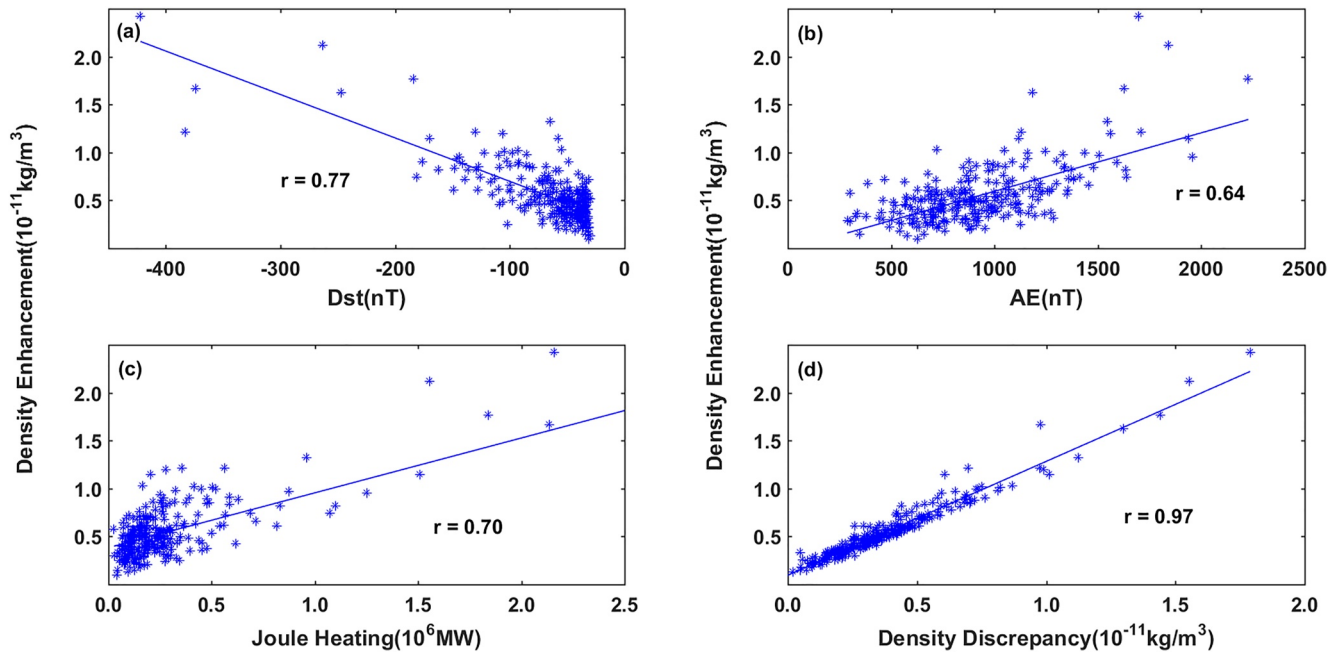 (a)
2.0
1.5
1.0
0.5
r = 0.77
-400
-300
-200
-100
0
Dst(nT)
(b)
2.0
1.5
1.0
0.5
r = 0.64
0
500
1000
1500
2000
2500
AE(nT)
Density Enhancement(10⁻¹¹kg/m³)
Density Enhancement(10⁻¹¹kg/m³)
(c)
2.0
1.5
1.0
0.5
r = 0.70
0.0
0.5
1.0
1.5
2.0
2.5
Joule Heating(10⁶MW)
(d)
2.0
1.5
1.0
0.5
r = 0.97
0.0
0.5
1.0
1.5
2.0
Density Discrepancy(10⁻¹¹kg/m³)